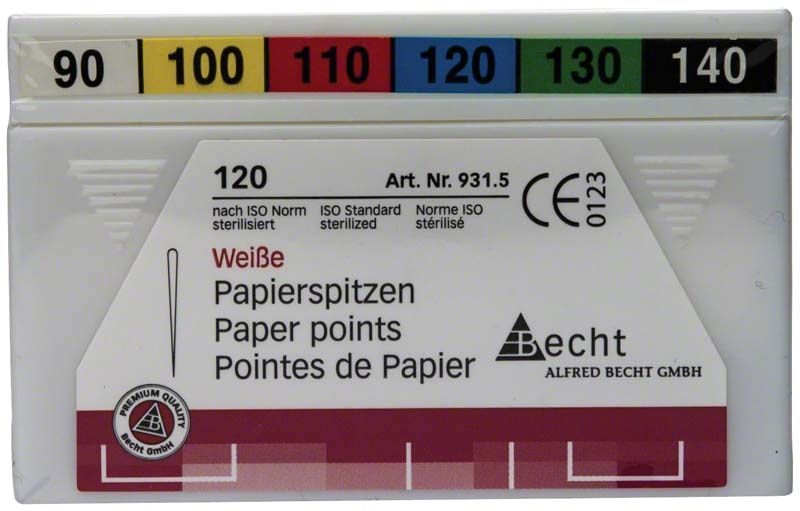 90 100 110 120 130 140
120 Art. Nr. 931.5
nach ISO Norm ISO Standard Norme ISO
sterilisiert sterilized stérilisé
CE 0123
Weiße
Papierspitzen
Paper points
Pointes de Papier
Becht
ALFRED BECHT GMBH
PREMIUM QUALITY
Becht GmbH